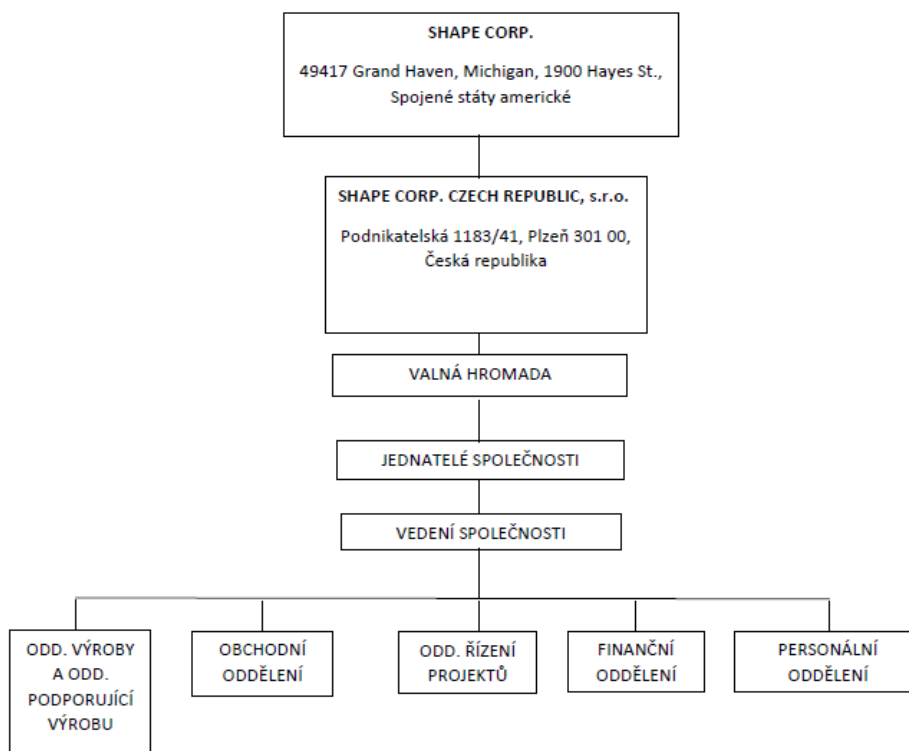 SHAPE CORP.
49417 Grand Haven, Michigan, 1900 Hayes St.,
Spojené státy americké
SHAPE CORP. CZECH REPUBLIC, s.r.o.
Podnikatelská 1183/41, Plzeň 301 00,
Česká republika
VALNÁ HROMADA
JEDNATELÉ SPOLEČNOSTI
VEDENÍ SPOLEČNOSTI
ODD. VÝROBY
A ODD.
PODPORUJÍCÍ
VÝROBU
OBCHODNÍ
ODDĚLENÍ
ODD. ŘÍZENÍ
PROJEKTŮ
FINANČNÍ
ODDĚLENÍ
PERSONÁLNÍ
ODDĚLENÍ